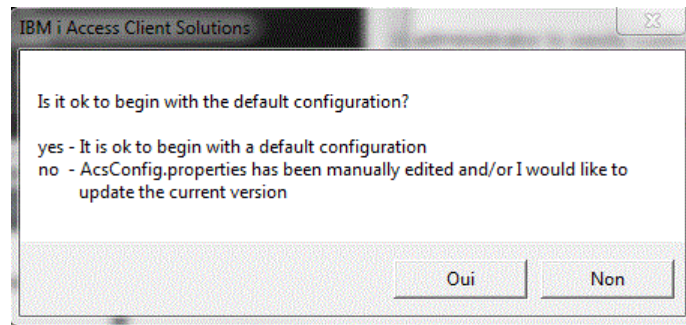 IBM i Access Client Solutions
Is it ok to begin with the default configuration?
yes - It is ok to begin with a default configuration
no - AcsConfig.properties has been manually edited and/or I would like to
update the current version
Oui
Non